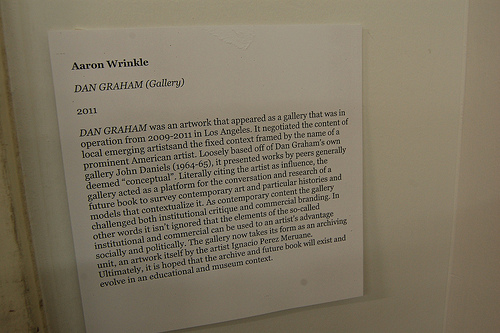 Aaron Wrinkle
DAN GRAHAM (Gallery)
2011
DAN GRAHAM was an artwork that appeared as a gallery that was in
operation from 2009-2011 in Los Angeles. It negotiated the content of
local emerging artistsand the fixed context framed by the name of a
prominent American artist. Loosely based off of Dan Graham's own
gallery John Daniels (1964-65), it presented works by peers generally
deemed "conceptual". Literally citing the artist as influence, the
gallery acted as a platform for the conversation and research of a
future book to survey contemporary art and particular histories and
models that contextualize it. As contemporary content the gallery
challenged both institutional critique and commercial branding. In
other words it isn't ignored that the elements of the so-called
institutional and commercial can be used to an artist's advantage
socially and politically. The gallery now takes its form as an archiving
unit, an artwork itself by the artist Ignacio Perez Meruane.
Ultimately, it is hoped that the archive and future book will exist and
evolve in an educational and museum context.